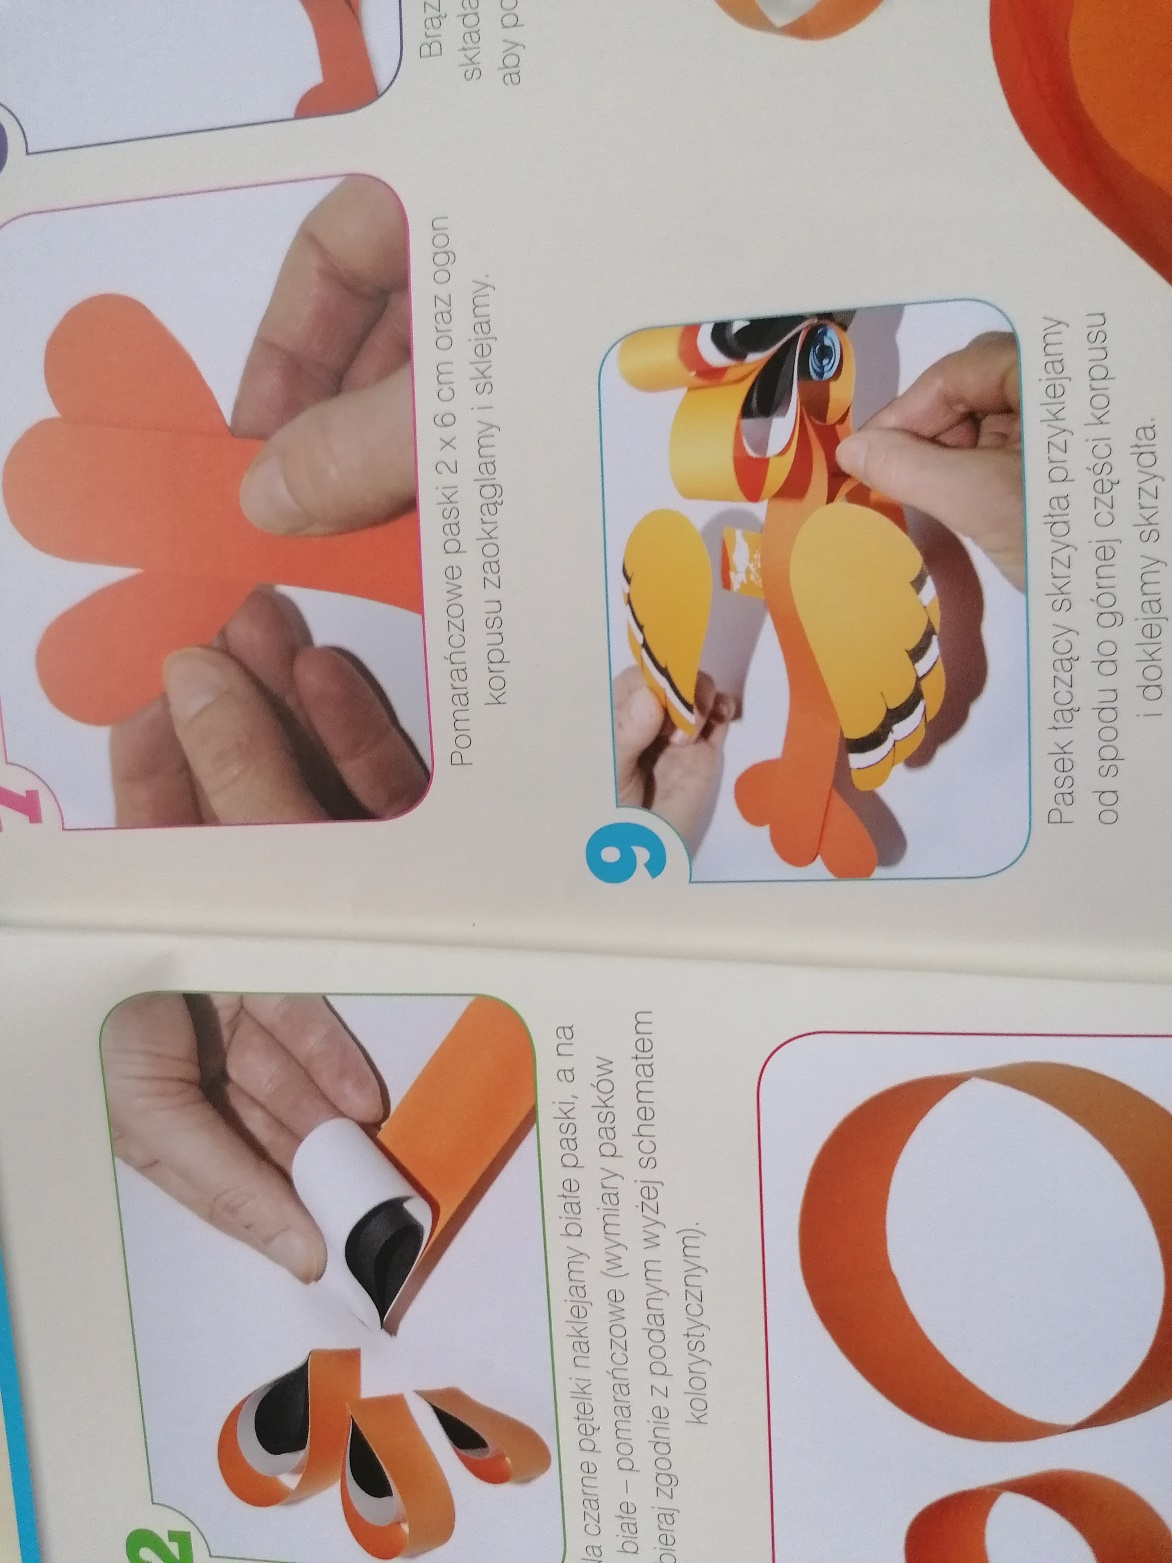 2
czarne pętelki naklejamy białe paski, a na
białe – pomarańczowe (wymiary pasków
zgodnie z podanym wyżej schematem
kolorystycznym).
7
Pomarańczowe paski 2 x 6 cm oraz ogon
korpusu zaokrąglamy i sklejamy.
9
Pasek łączący skrzydła przyklejamy
od spodu do górnej części korpusu
i doklejamy skrzydła.
Brąz
składa
aby po